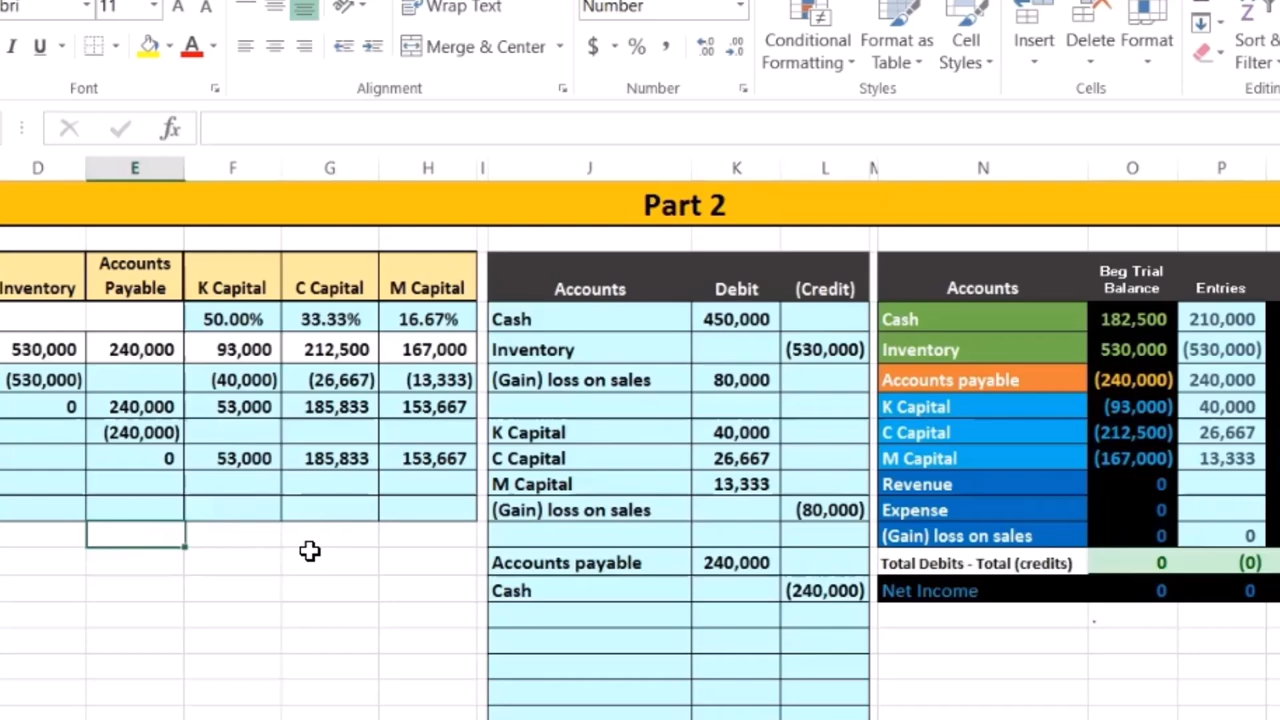 11 Wrap Text Number
I U A Merge & Center $ % , Conditional Formatting Format as Table Cell Styles Insert Delete Format Sort & Filter
Font Alignment Number Styles Cells
fx
D E F G H I J K L M N O P
Part 2
Inventory Accounts Payable K Capital C Capital M Capital Accounts Debit (Credit) Accounts Beg Trial Balance Entries
50.00% 33.33% 16.67% Cash 450,000 Cash 182,500 210,000
530,000 240,000 93,000 212,500 167,000 Inventory (530,000) Inventory 530,000 (530,000)
(530,000) (40,000) (26,667) (13,333) (Gain) loss on sales 80,000 Accounts payable (240,000) 240,000
0 240,000 53,000 185,833 153,667 K Capital (93,000) 40,000
(240,000) K Capital 40,000 C Capital (212,500) 26,667
0 53,000 185,833 153,667 C Capital 26,667 M Capital (167,000) 13,333
M Capital 13,333 Revenue 0
(Gain) loss on sales (80,000) Expense 0
(Gain) loss on sales 0 0
Accounts payable 240,000 Total Debits - Total (credits) 0 (0)
Cash (240,000) Net Income 0 0